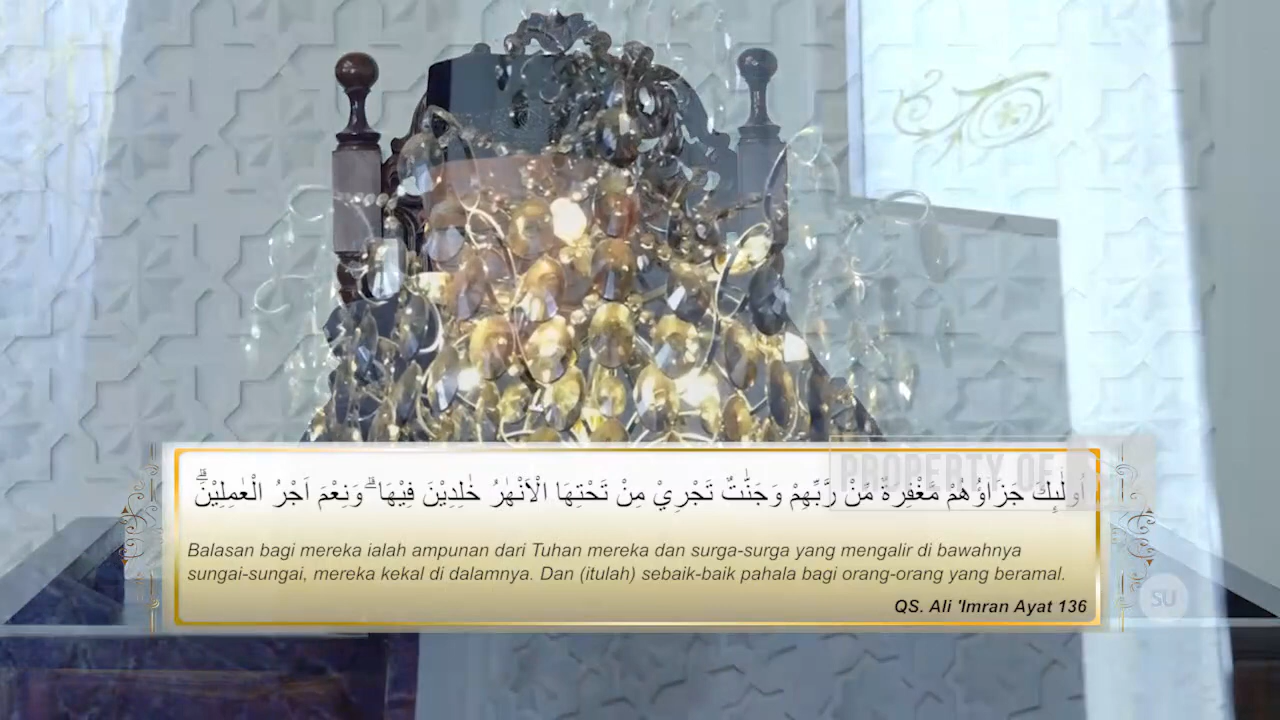 PROPERTY OF
اُولٰۤىِٕكَ جَزَاۤؤُهُمْ مَّغْفِرَةٌ مِّنْ رَّبِّهِمْ وَجَنّٰتٌ تَجْرِيْ مِنْ تَحْتِهَا الْاَنْهٰرُ خٰلِدِيْنَ فِيْهَا ۗ وَنِعْمَ اَجْرُ الْعٰمِلِيْنَۗ
Balasan bagi mereka ialah ampunan dari Tuhan mereka dan surga-surga yang mengalir di bawahnya
sungai-sungai, mereka kekal di dalamnya. Dan (itulah) sebaik-baik pahala bagi orang-orang yang beramal.
QS. Ali 'Imran Ayat 136
SU